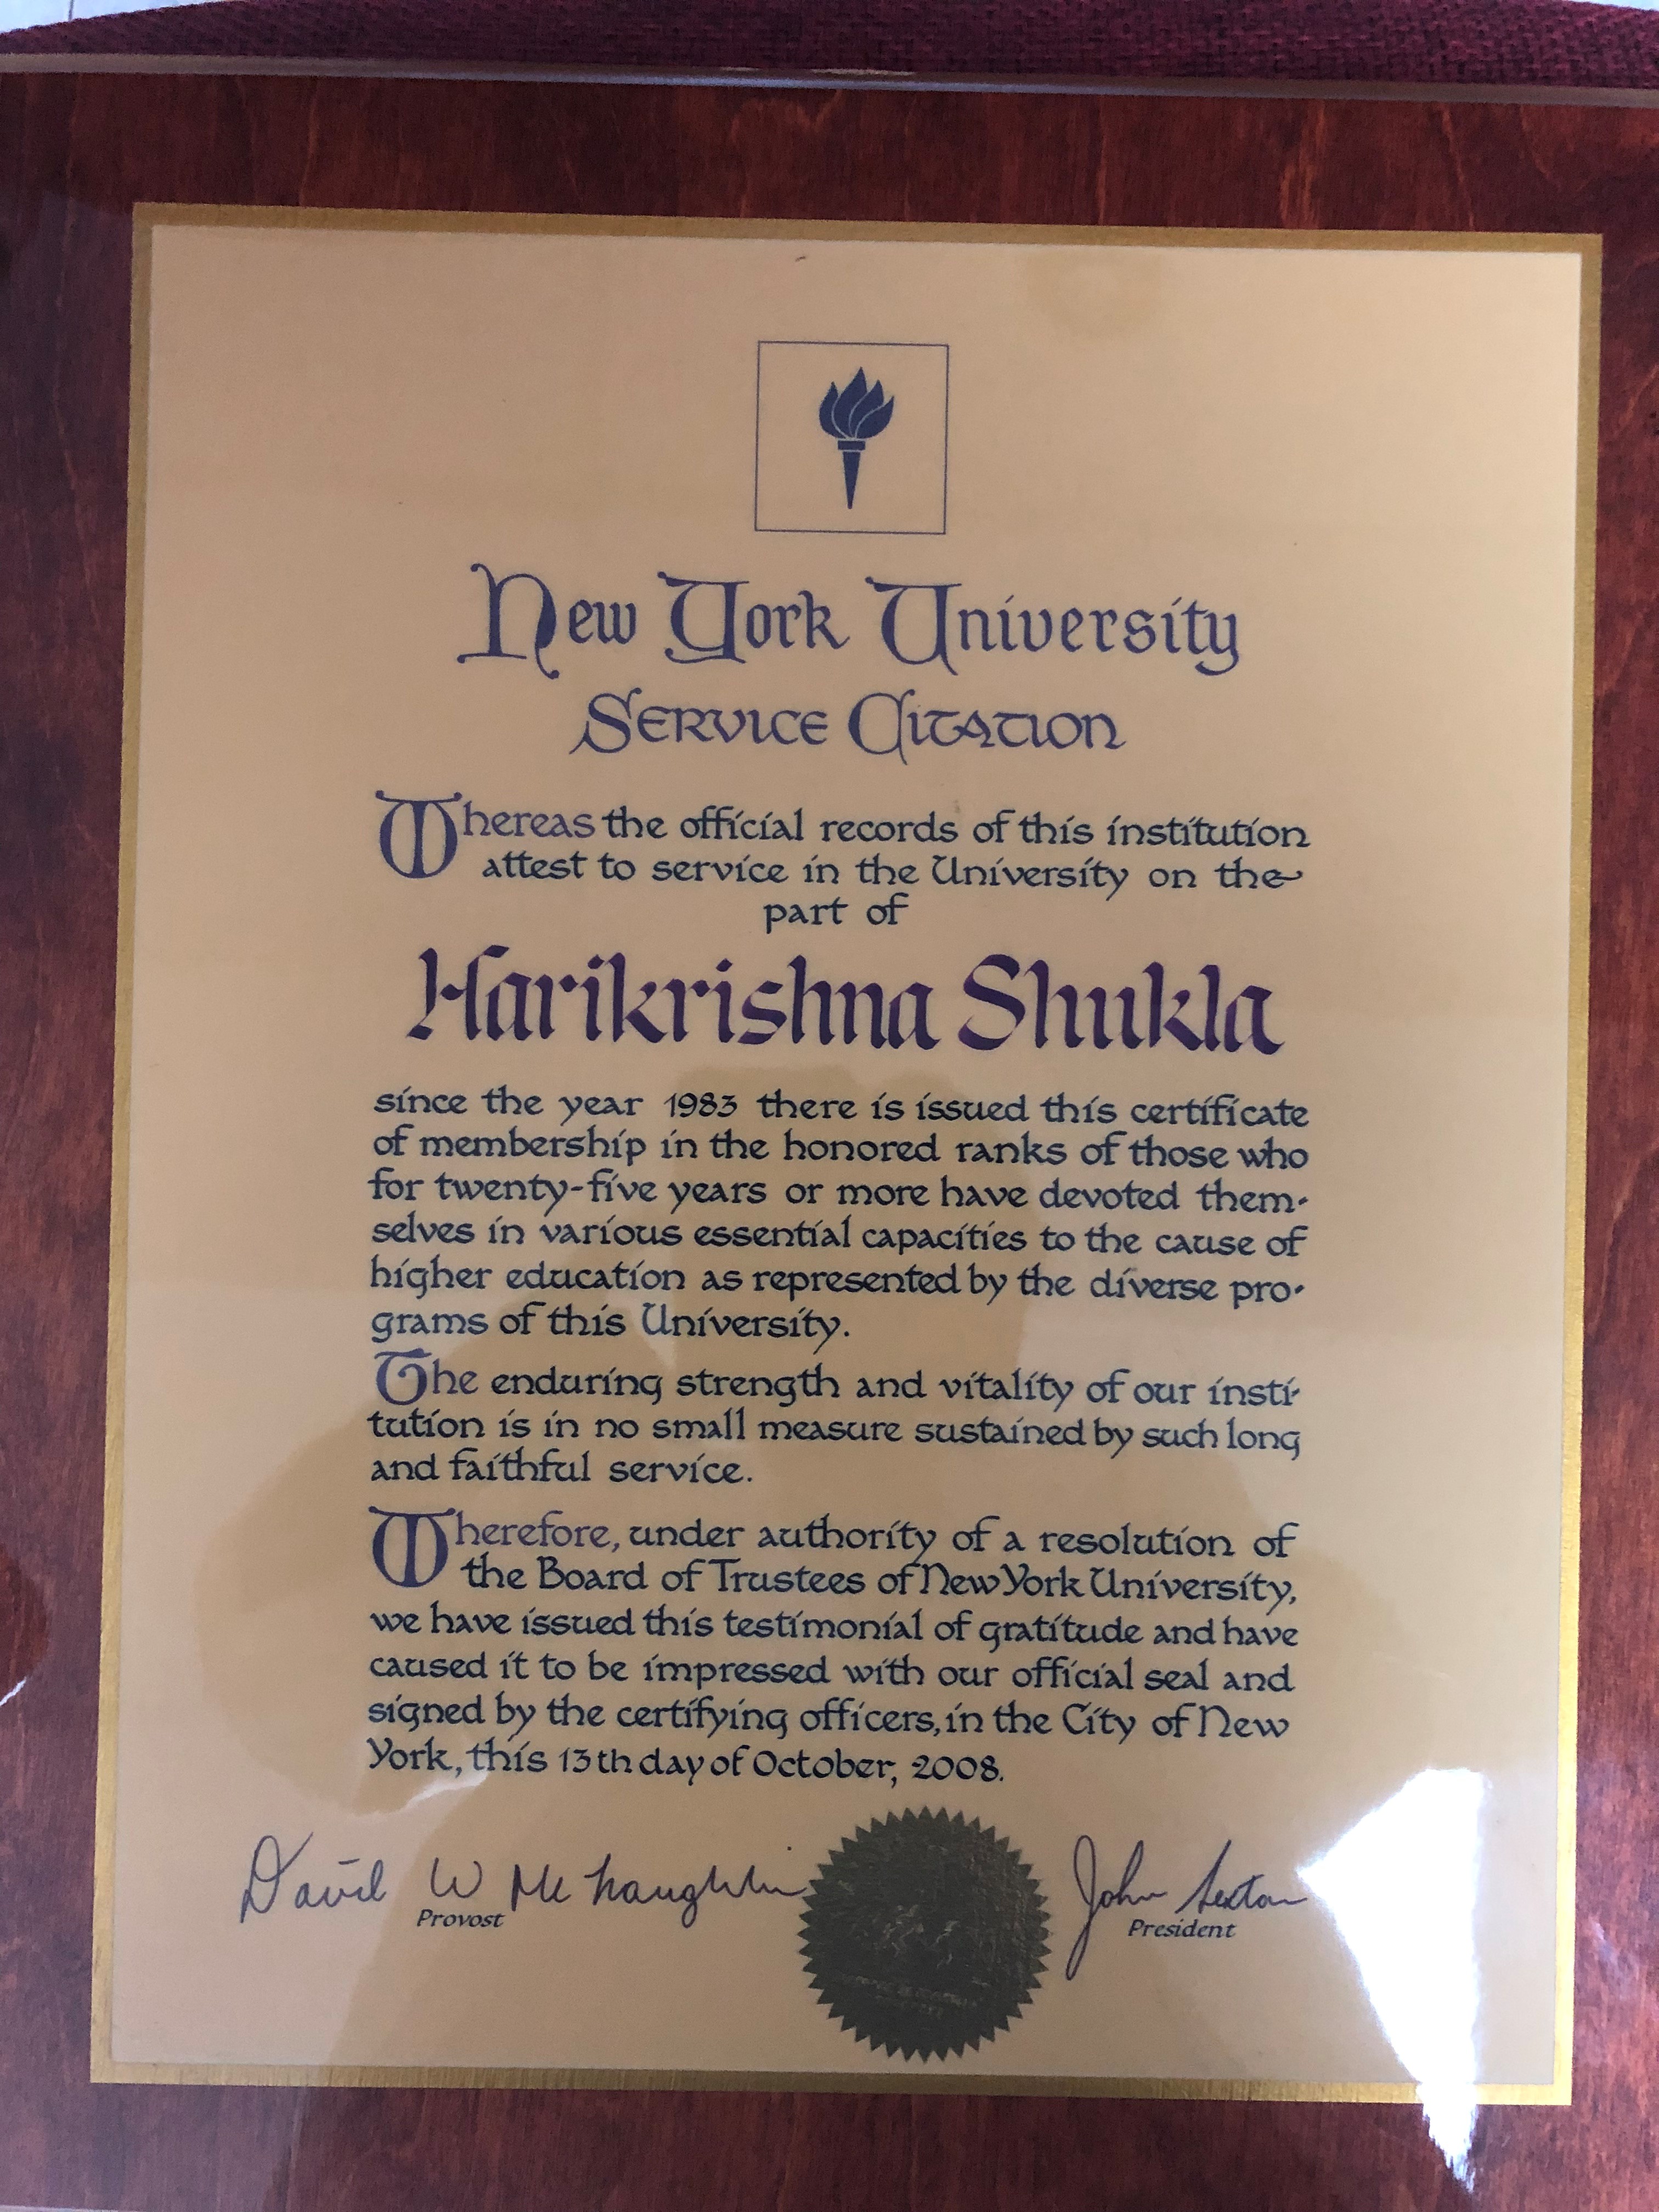 New York University
Service Citation
Whereas the official records of this institution
attest to service in the University on the
part of
Harikrishna Shukla
since the year 1983 there is issued this certificate
of membership in the honored ranks of those who
for twenty-five years or more have devoted them-
selves in various essential capacities to the cause of
higher education as represented by the diverse pro-
grams of this University.
The enduring strength and vitality of our insti-
tution is in no small measure sustained by such long
and faithful service.
Therefore, under authority of a resolution of
the Board of Trustees of New York University,
we have issued this testimonial of gratitude and have
caused it to be impressed with our official seal and
signed by the certifying officers, in the City of New
York, this 13th day of October, 2008.
David W McLaughlin
Provost
John Sexton
President